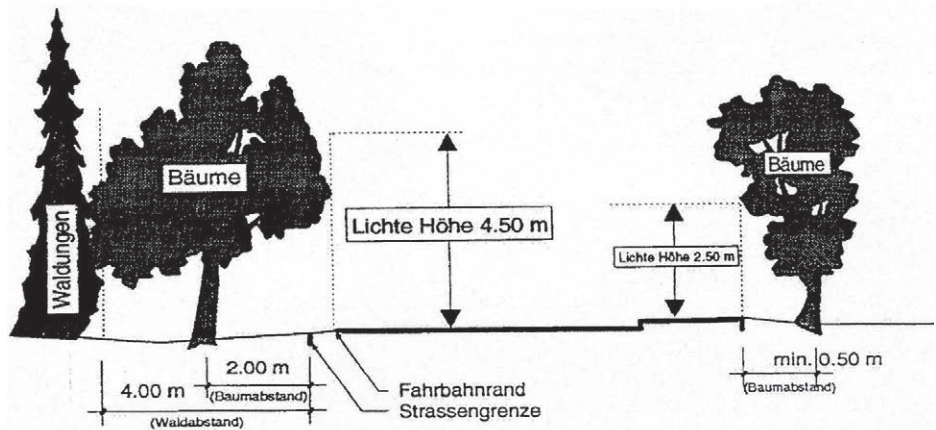 Waldungen
Bäume
Bäume
Lichte Höhe 4.50 m
Lichte Höhe 2.50 m
2.00 m
(Baumabstand)
4.00 m
(Waldabstand)
Fahrbahnrand
Strassengrenze
min. 0.50 m
(Baumabstand)